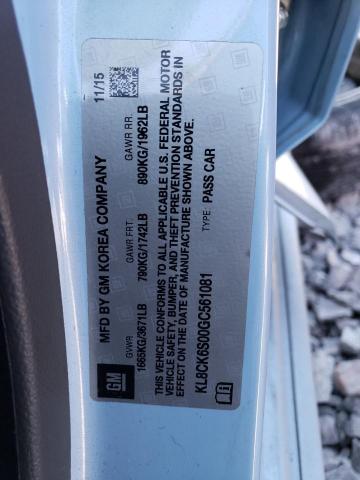 MFD BY GM KOREA COMPANY
11/15
GVWR
GAWR FRT.
GAWR RR.
1665KG/3671LB
790KG/1742LB
890KG/1962LB
THIS VEHICLE CONFORMS TO ALL APPLICABLE U.S. FEDERAL MOTOR
VEHICLE SAFETY, BUMPER, AND THEFT PREVENTION STANDARDS IN
EFFECT ON THE DATE OF MANUFACTURE SHOWN ABOVE.
TYPE: PASS CAR
KL8CK6S00GC561081
GM